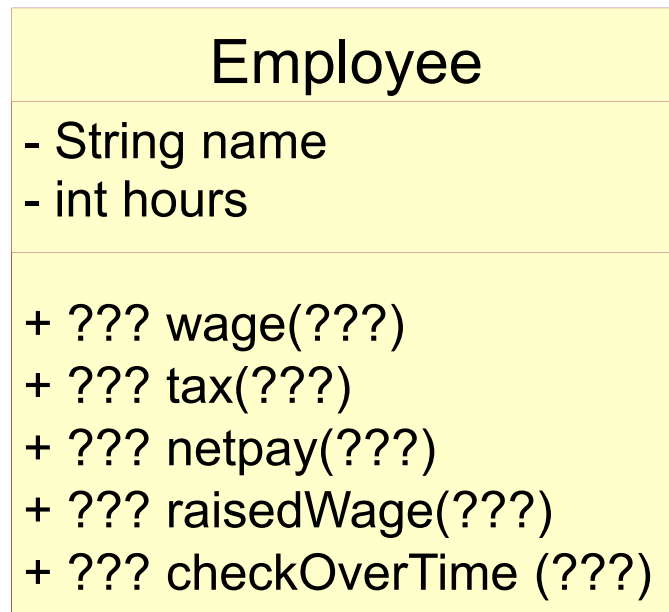 Employee
- String name
- int hours
+ ??? wage(???)
+ ??? tax(???)
+ ??? netpay(???)
+ ??? raisedWage(???)
+ ??? checkOverTime (???)